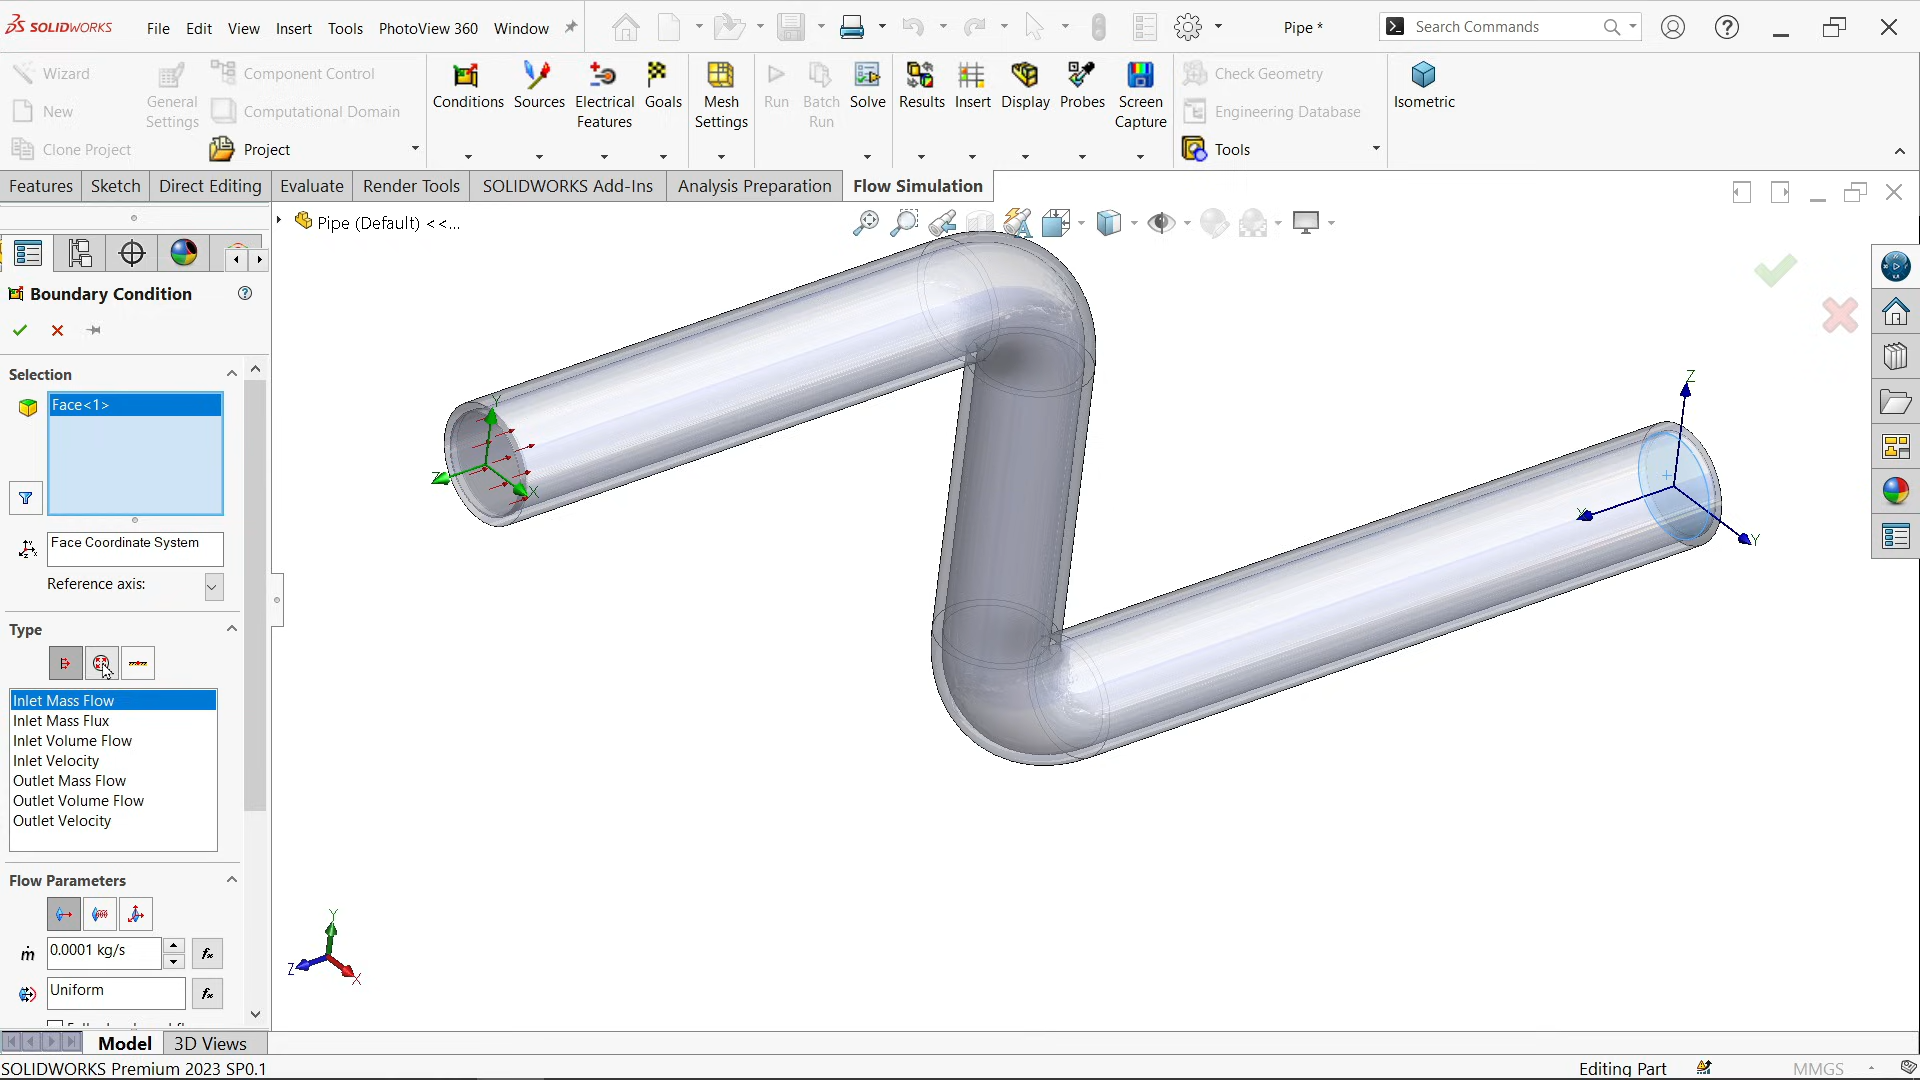 SOLIDWORKS File Edit View Insert Tools PhotoView 360 Window Pipe * Search Commands
Wizard General Settings Component Control
New Computational Domain
Clone Project Project
Conditions Sources Electrical Features Goals Mesh Settings Run Batch Run Solve Results Insert Display Probes Screen Capture
Check Geometry
Engineering Database
Tools
Isometric
Features Sketch Direct Editing Evaluate Render Tools SOLIDWORKS Add-Ins Analysis Preparation Flow Simulation
Pipe (Default) <<...
Boundary Condition
Selection
Face<1>
Face Coordinate System
Reference axis:
Type
Inlet Mass Flow
Inlet Mass Flux
Inlet Volume Flow
Inlet Velocity
Outlet Mass Flow
Outlet Volume Flow
Outlet Velocity
Flow Parameters
ṁ 0.0001 kg/s
Uniform
Y
Z
X
Z
X
Y
Y
Z
X
Model 3D Views
SOLIDWORKS Premium 2023 SP0.1 Editing Part MMGS